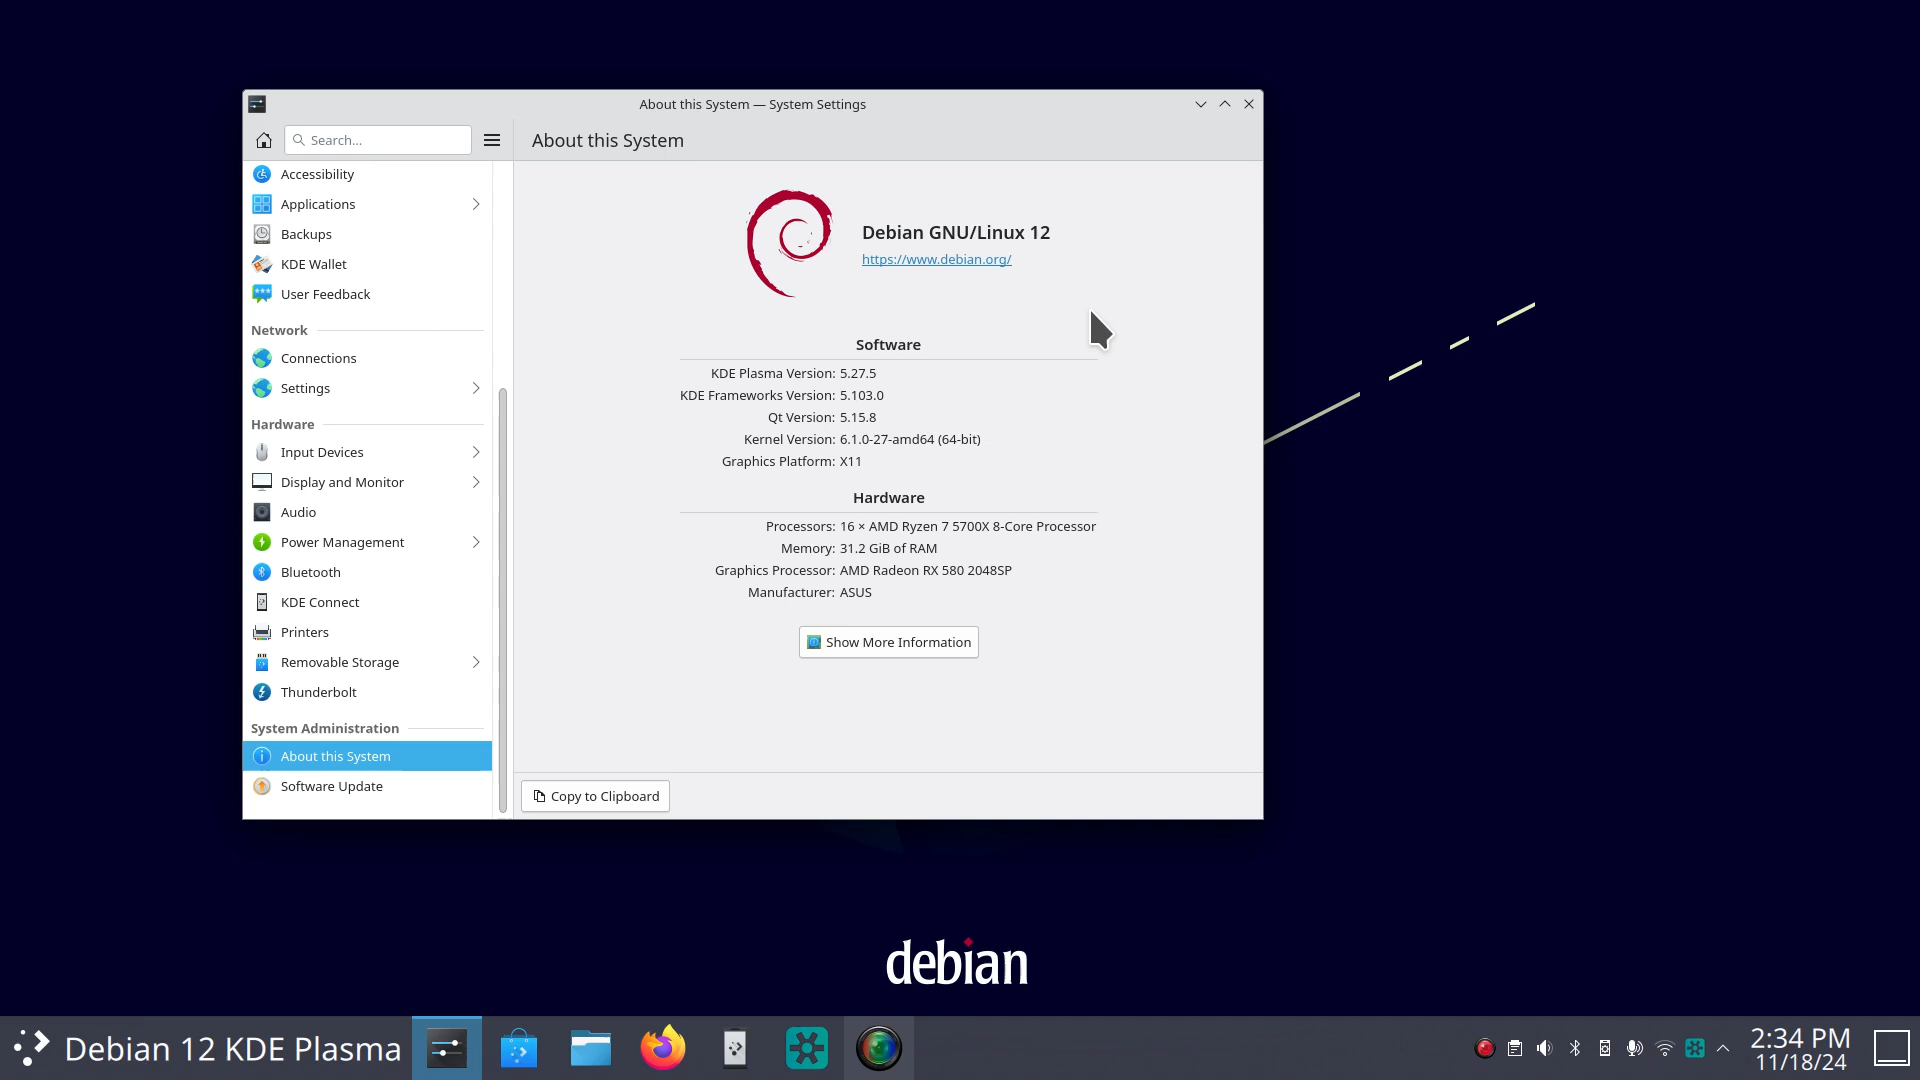 About this System — System Settings
Search...
About this System
Accessibility
Applications
Backups
KDE Wallet
User Feedback
Network
Connections
Settings
Hardware
Input Devices
Display and Monitor
Audio
Power Management
Bluetooth
KDE Connect
Printers
Removable Storage
Thunderbolt
System Administration
About this System
Software Update
Debian GNU/Linux 12
https://www.debian.org/
Software
KDE Plasma Version: 5.27.5
KDE Frameworks Version: 5.103.0
Qt Version: 5.15.8
Kernel Version: 6.1.0-27-amd64 (64-bit)
Graphics Platform: X11
Hardware
Processors: 16 × AMD Ryzen 7 5700X 8-Core Processor
Memory: 31.2 GiB of RAM
Graphics Processor: AMD Radeon RX 580 2048SP
Manufacturer: ASUS
Show More Information
Copy to Clipboard
debian
Debian 12 KDE Plasma
2:34 PM
11/18/24